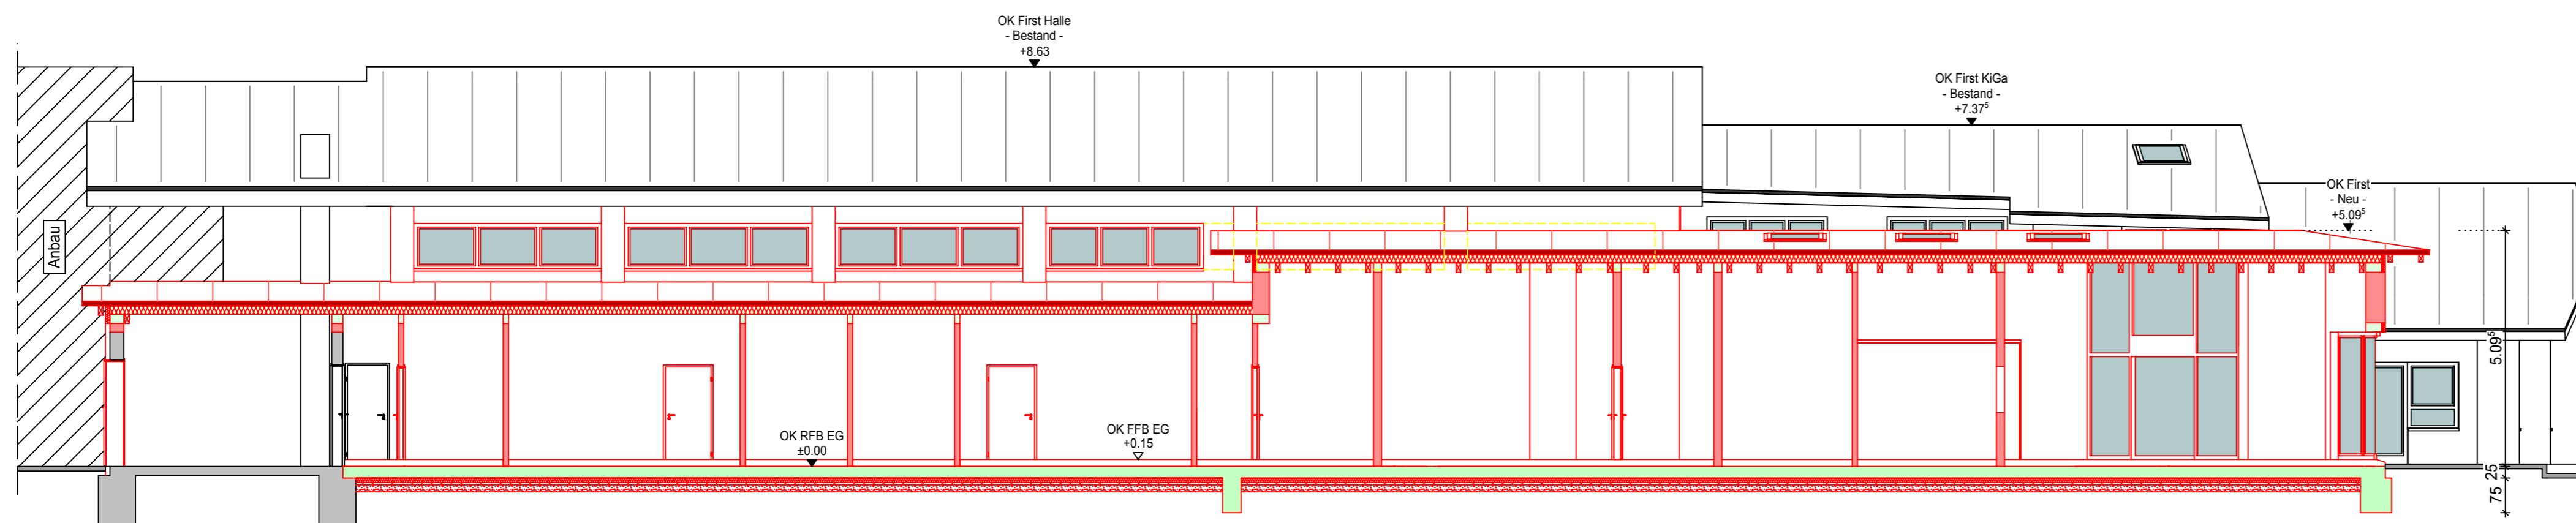 OK First Halle
- Bestand -
+8.63
OK First KiGa
- Bestand -
+7.37⁵
OK First
- Neu -
+5.09⁵
Anbau
OK RFB EG
±0.00
OK FFB EG
+0.15
5.09⁵
25
75